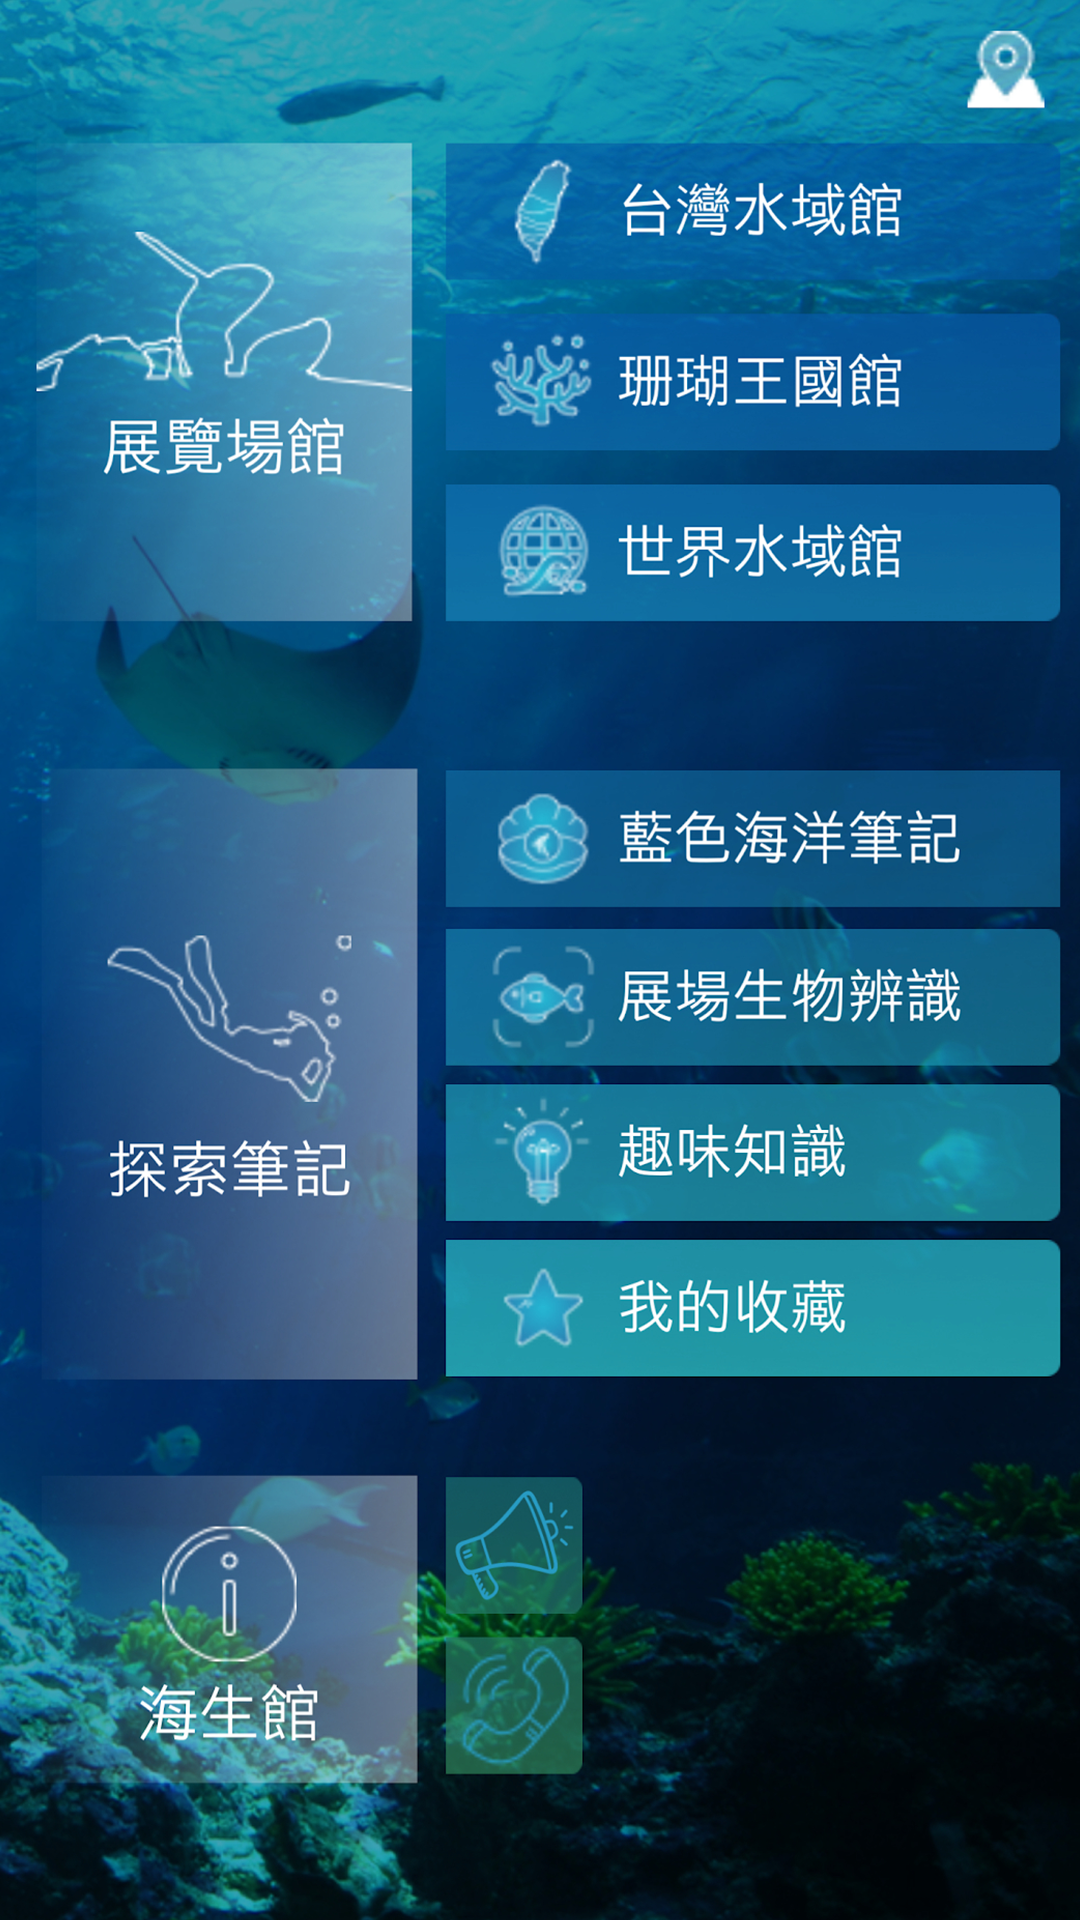 展覽場館
台灣水域館
珊瑚王國館
世界水域館
探索筆記
藍色海洋筆記
展場生物辨識
趣味知識
我的收藏
海生館